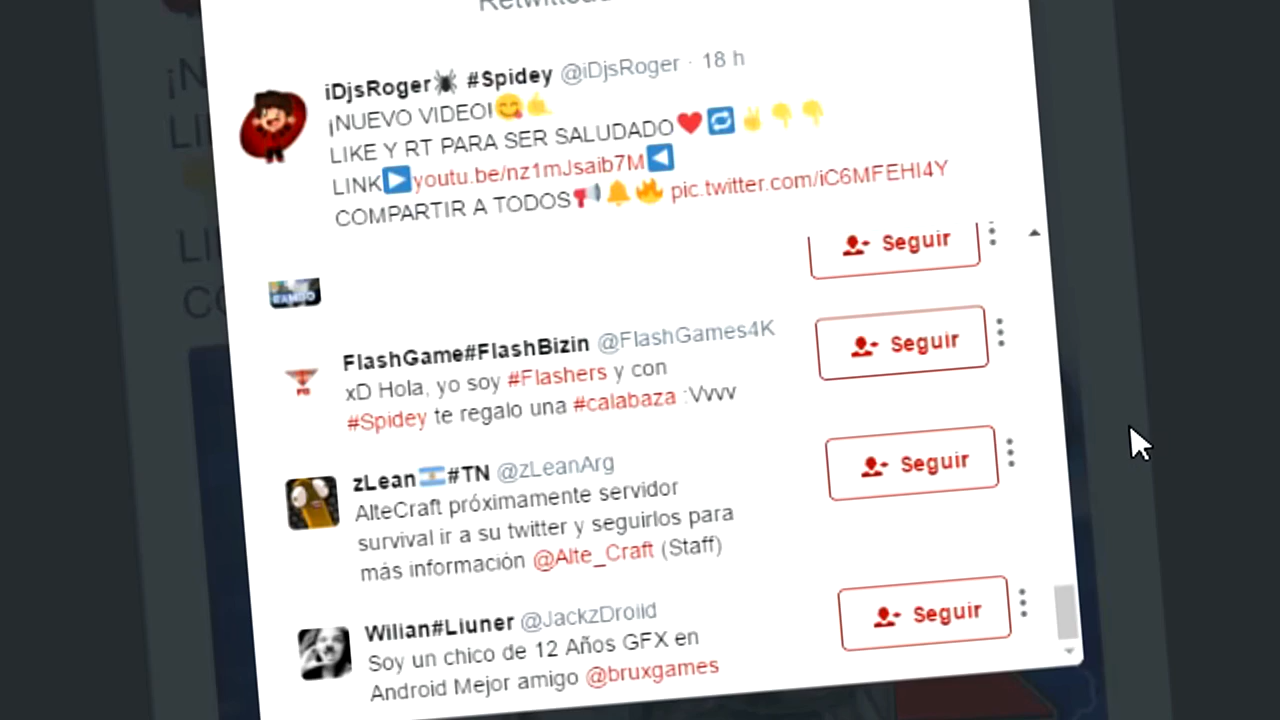 iDjsRoger🕷 #Spidey @iDjsRoger · 18 h
¡NUEVO VIDEO!😋🤙
LIKE Y RT PARA SER SALUDADO❤️🔁✌👇👇
LINK▶youtu.be/nz1mJsaib7M◀
COMPARTIR A TODOS📢🔔🔥 pic.twitter.com/iC6MFEHI4Y
Seguir
FlashGame#FlashBizin @FlashGames4K
xD Hola, yo soy #Flashers y con
#Spidey te regalo una #calabaza :Vvvv
Seguir
zLean🇦🇷#TN @zLeanArg
AlteCraft próximamente servidor
survival ir a su twitter y seguirlos para
más información @Alte_Craft (Staff)
Seguir
Wilian#Liuner @JackzDroiid
Soy un chico de 12 Años GFX en
Android Mejor amigo @bruxgames
Seguir